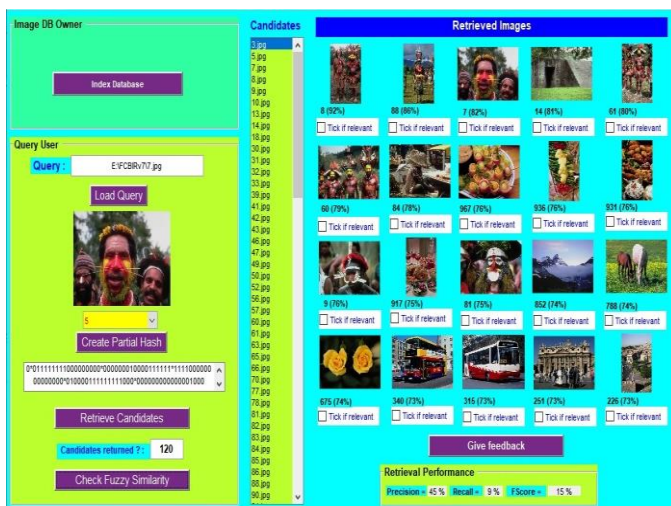 Image DB Owner
Index Database
Query User
Query :
E:\FCBIRv7\7.jpg
Load Query
5
Create Partial Hash
Retrieve Candidates
Candidates returned ? :
120
Check Fuzzy Similarity
Candidates
3.jpg
5.jpg
7.jpg
8.jpg
9.jpg
10.jpg
13.jpg
14.jpg
18.jpg
30.jpg
31.jpg
32.jpg
33.jpg
39.jpg
41.jpg
42.jpg
43.jpg
46.jpg
47.jpg
49.jpg
50.jpg
52.jpg
56.jpg
57.jpg
60.jpg
61.jpg
63.jpg
65.jpg
66.jpg
70.jpg
77.jpg
78.jpg
81.jpg
82.jpg
83.jpg
84.jpg
85.jpg
86.jpg
88.jpg
90.jpg
Retrieved Images
8 (92%) 88 (86%) 7 (82%) 14 (81%) 61 (80%)
Tick if relevant Tick if relevant Tick if relevant Tick if relevant Tick if relevant
60 (79%) 84 (78%) 967 (76%) 936 (76%) 931 (76%)
Tick if relevant Tick if relevant Tick if relevant Tick if relevant Tick if relevant
9 (76%) 917 (75%) 81 (75%) 852 (74%) 788 (74%)
Tick if relevant Tick if relevant Tick if relevant Tick if relevant Tick if relevant
675 (74%) 340 (73%) 315 (73%) 251 (73%) 226 (73%)
Tick if relevant Tick if relevant Tick if relevant Tick if relevant Tick if relevant
Give feedback
Retrieval Performance
Precision = 45 % Recall = 9 % FScore = 15 %